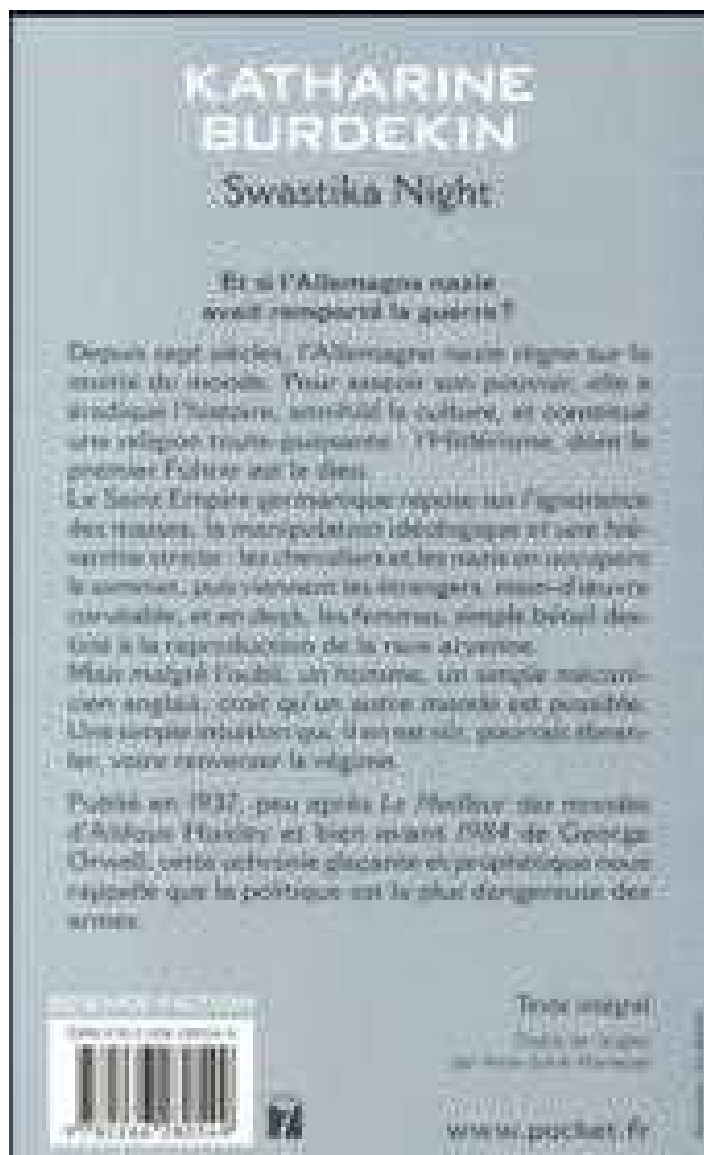 KATHARINE
BURDEKIN
Swastika Night
Et si l'Allemagne nazie
avait remporté la guerre ?
Depuis sept siècles, l'Allemagne nazie règne sur la
moitié du monde. Pour asseoir son pouvoir, elle a
éradiqué l'histoire, annihilé la culture, et construit
une religion toute-puissante : l'Hitlérisme, dont le
premier Führer est le dieu.
Le Saint Empire germanique repose sur l'ignorance
des masses, la manipulation idéologique et une hié-
rarchie stricte : les chevaliers et les nazis en occupent
le sommet, puis viennent les étrangers, main-d'œuvre
corvéable, et en deçà, les femmes, simple bétail des-
tiné à la reproduction de la race aryenne.
Mais malgré l'oubli, un homme, un simple mécani-
cien anglais, croit qu'un autre monde est possible.
Une simple intuition qui, il en est sûr, pourrait ébran-
ler, voire renverser le régime.
Publié en 1937, peu après Le Meilleur des mondes
d'Aldous Huxley et bien avant 1984 de George
Orwell, cette uchronie glaçante et prophétique nous
rappelle que la politique est la plus dangereuse des
armes.
Texte intégral
Traduit de l'anglais
www.pocket.fr